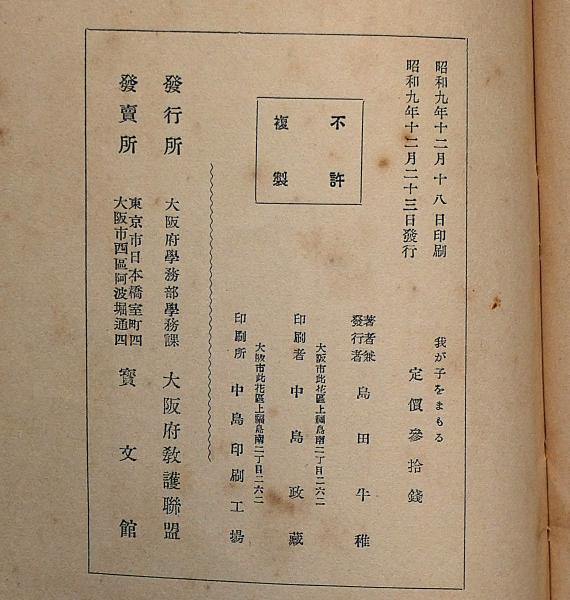 昭和九年十二月十八日印刷
昭和九年十二月二十三日發行
不許
複製
我が子をまもる
定價參拾錢
著者兼
發行者
島田牛稚
大阪市此花區上福島南二丁目二六二
印刷者 中島政藏
大阪市此花區上福島南二丁目二六二
印刷所 中島印刷工場
發行所 大阪府學務部學務課 大阪府教護聯盟
發賣所
東京市日本橋室町四
大阪市西區阿波堀通四
寶文館